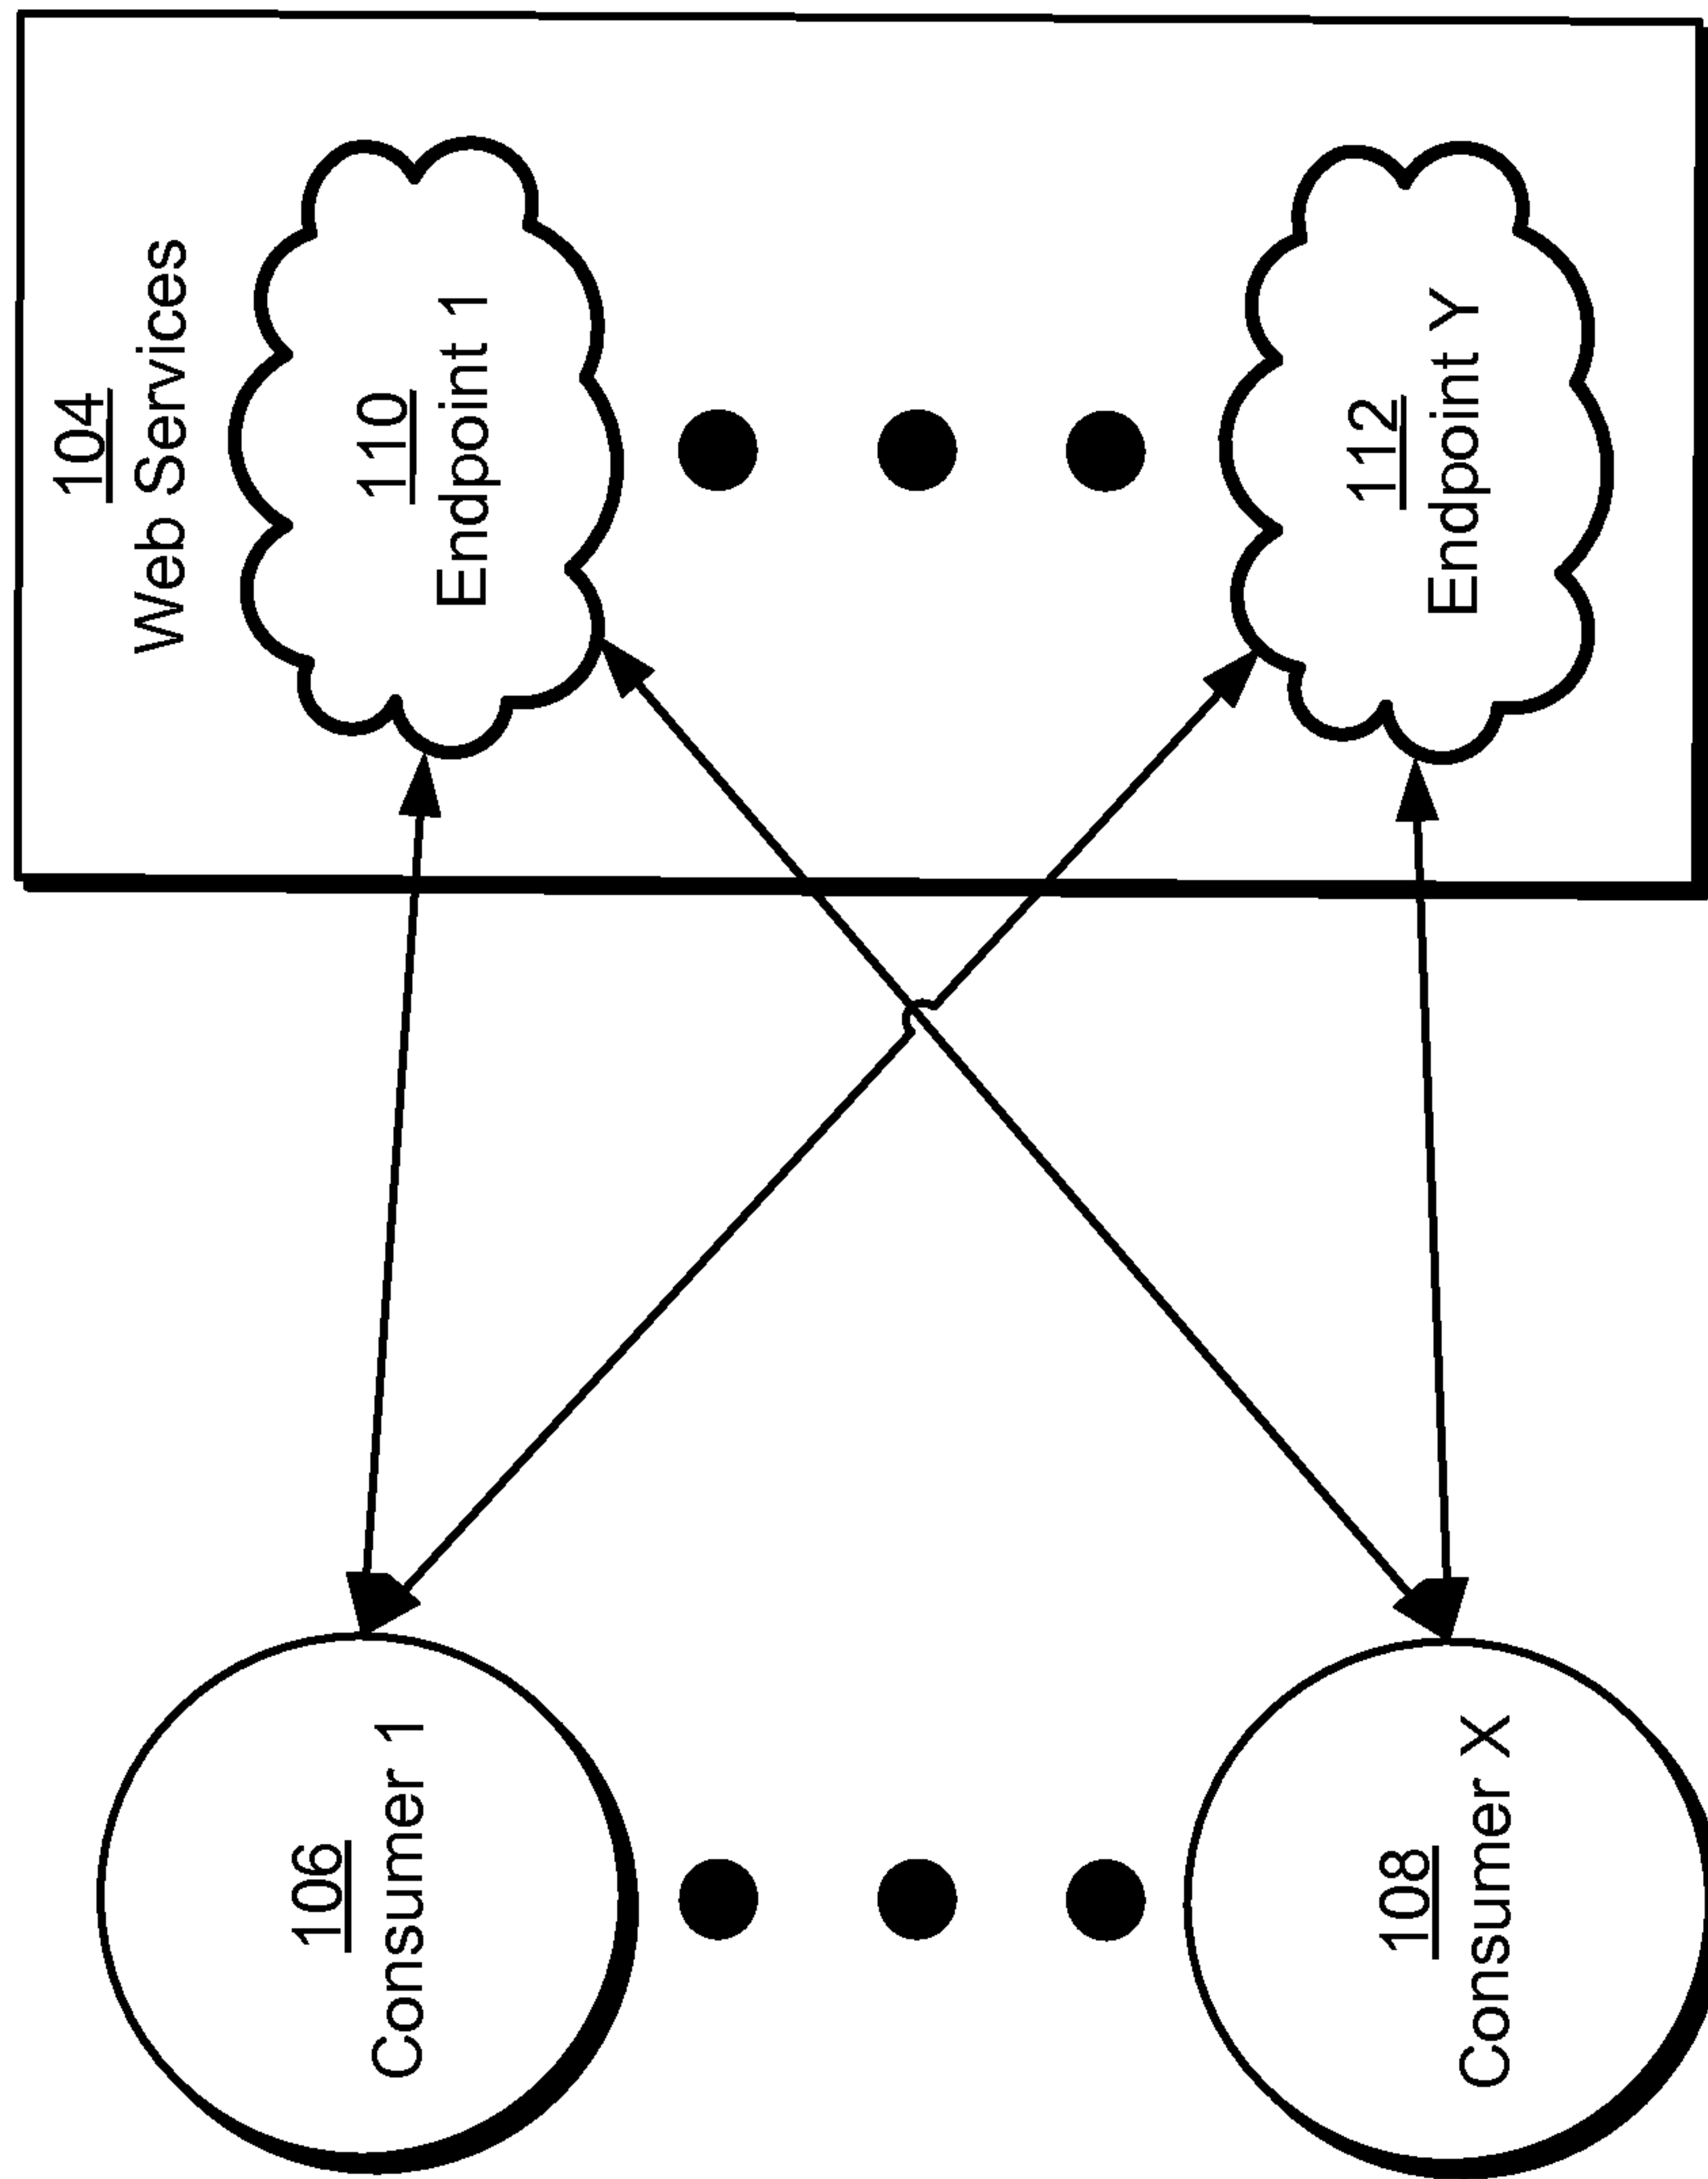 104
Web Services
110
Endpoint 1
112
Endpoint Y
106
Consumer 1
108
Consumer X